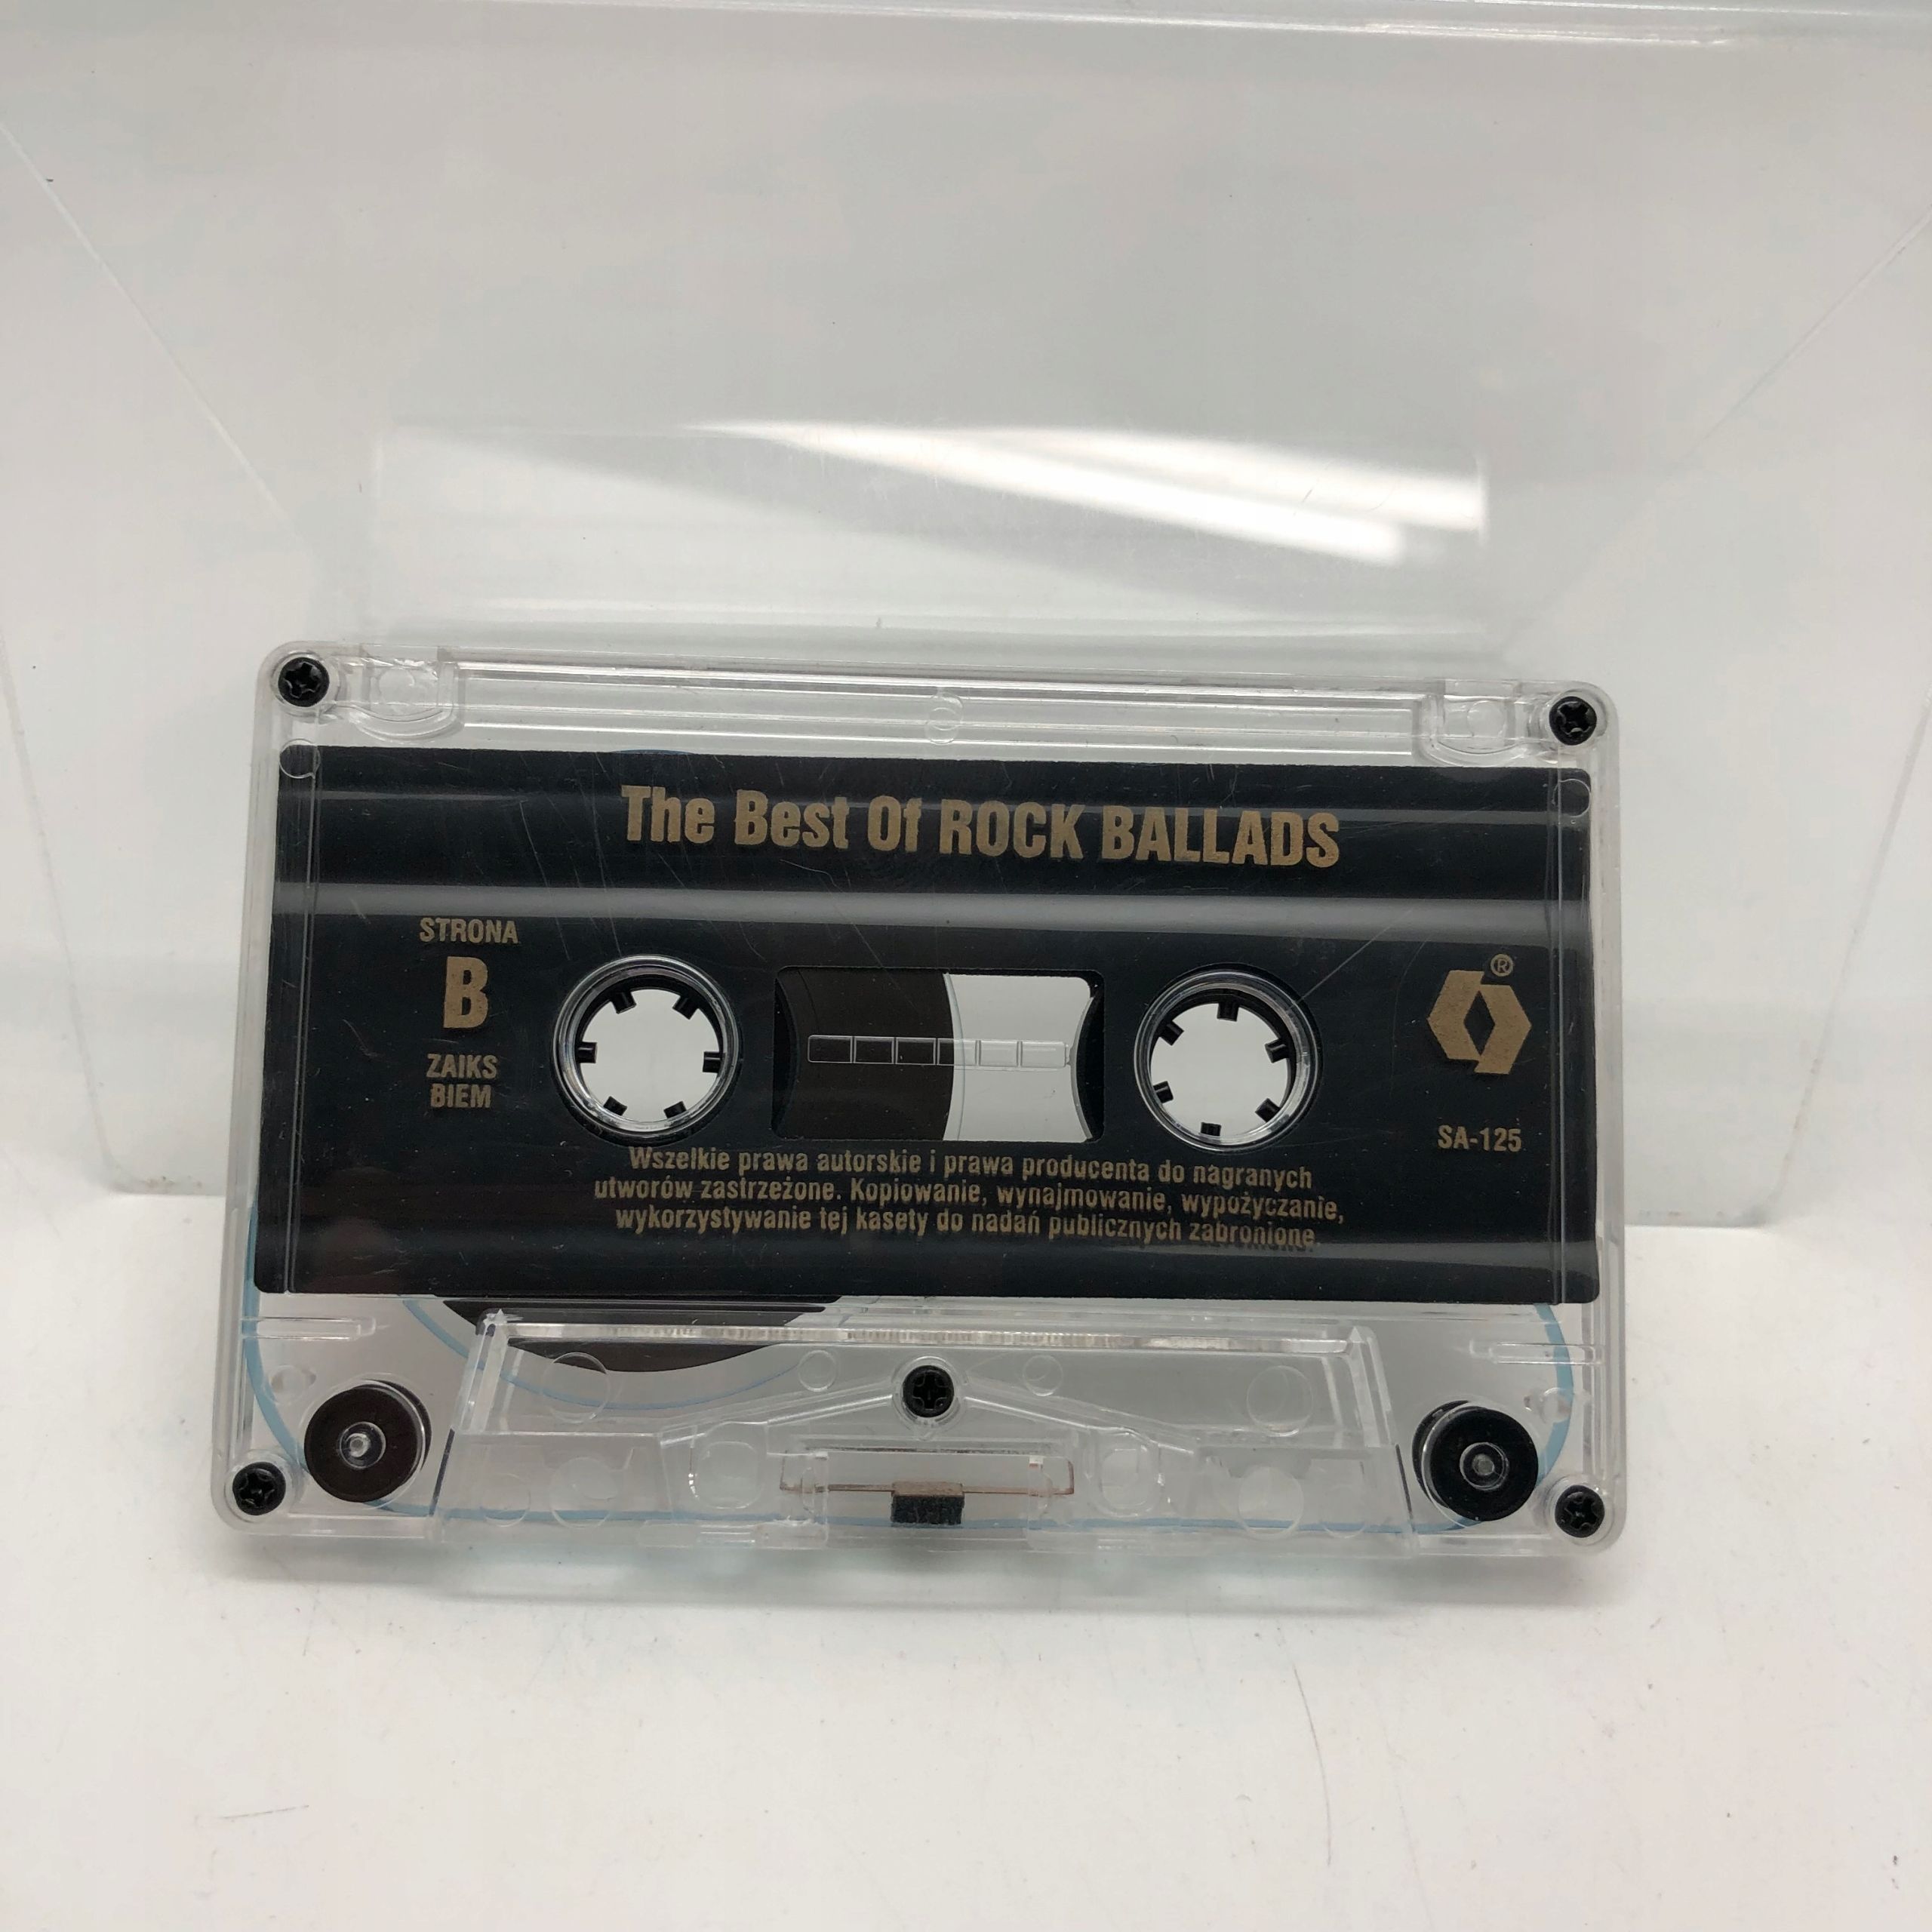 The Best Of ROCK BALLADS
STRONA
B
ZAIKS
BIEM
®
SA-125
Wszelkie prawa autorskie i prawa producenta do nagranych
utworów zastrzeżone. Kopiowanie, wynajmowanie, wypożyczanie,
wykorzystywanie tej kasety do nadań publicznych zabronione.